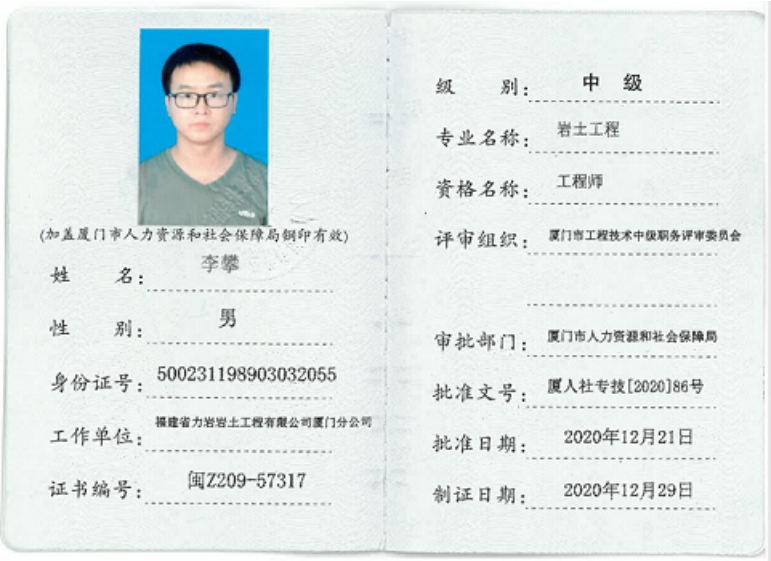 (加盖厦门市人力资源和社会保障局钢印有效)
姓 名: 李攀
性 别: 男
身份证号: 500231198903032055
工作单位: 福建省力岩岩土工程有限公司厦门分公司
证书编号: 闽Z209-57317
级 别: 中 级
专业名称: 岩土工程
资格名称: 工程师
评审组织: 厦门市工程技术中级职务评审委员会
审批部门: 厦门市人力资源和社会保障局
批准文号: 厦人社专技[2020]86号
批准日期: 2020年12月21日
制证日期: 2020年12月29日